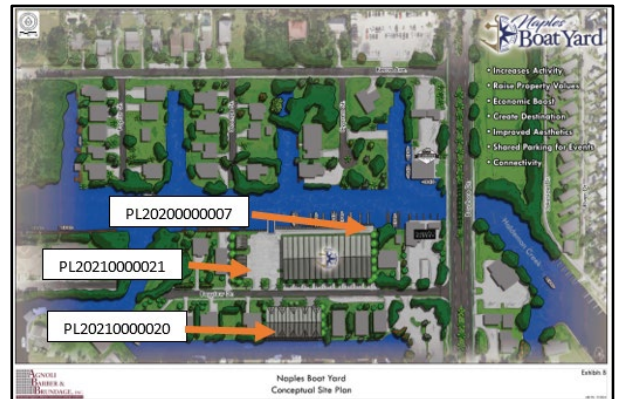 Naples
Boat Yard
• Increases Activity
• Raise Property Values
• Economic Boost
• Create Destination
• Improved Aesthetics
• Shared Parking for Events
• Connectivity
PL20200000007
PL20210000021
PL20210000020
Haldeman Creek
AGNOLI
BARBER &
BRUNDAGE, INC.
Naples Boat Yard
Conceptual Site Plan
Exhibit B